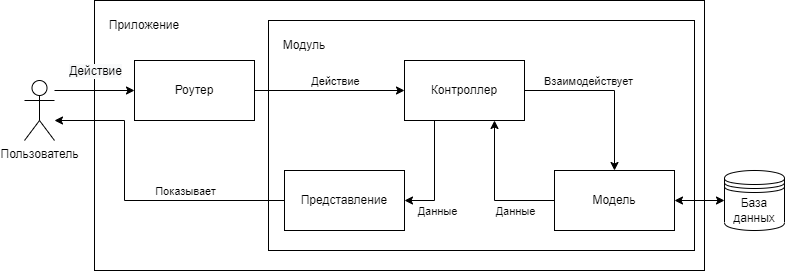 Приложение
Модуль
Действие
Роутер
Действие
Контроллер
Взаимодействует
Пользователь
Показывает
Представление
Данные
Данные
Модель
База
данных